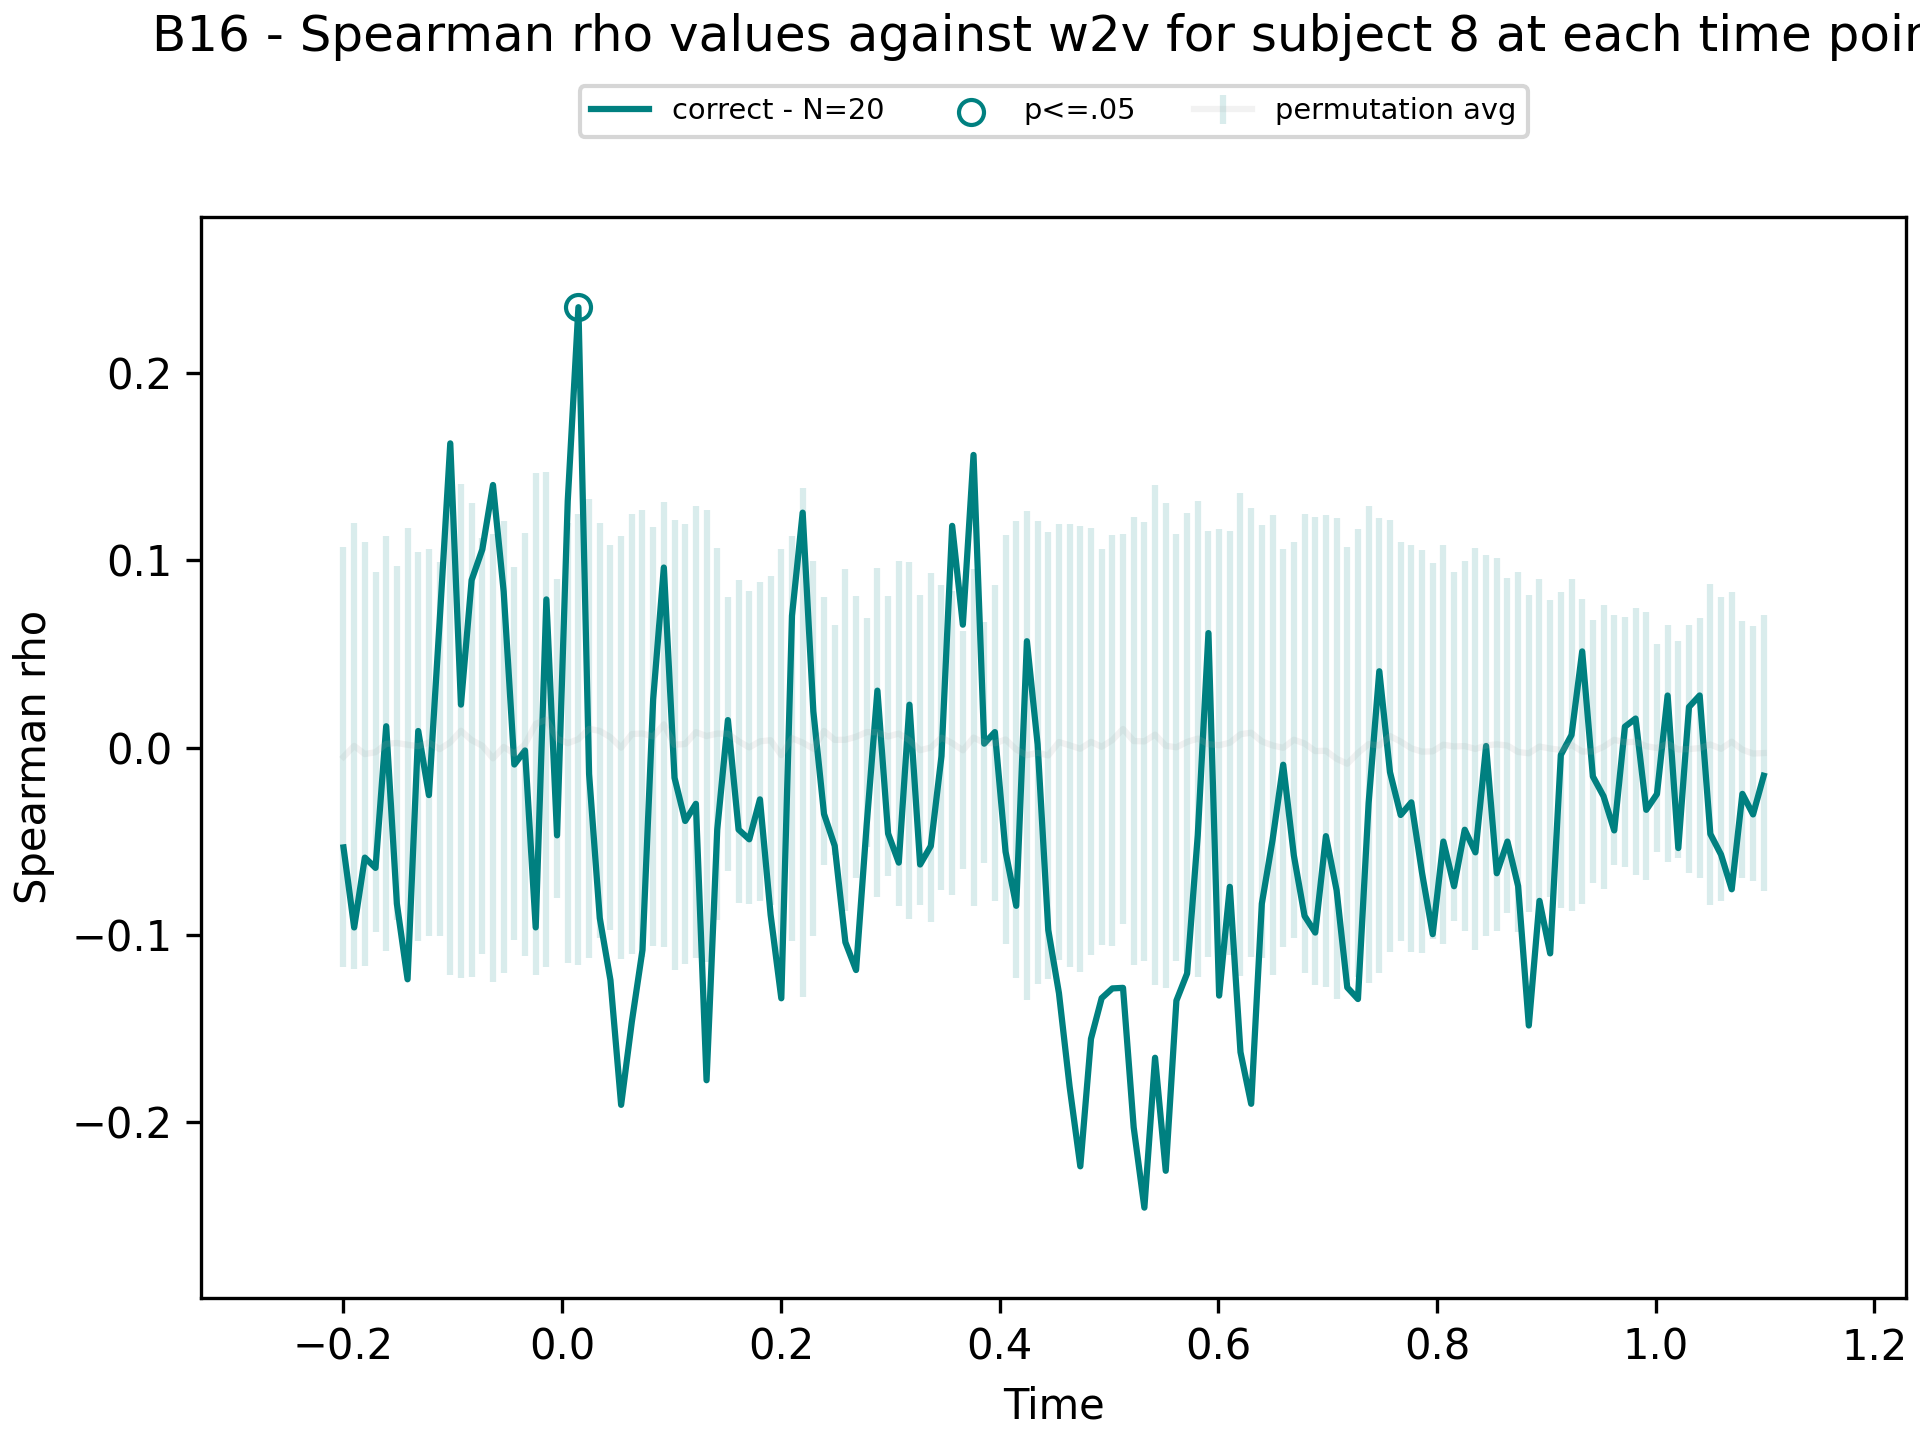 B16 - Spearman rho values against w2v for subject 8 at each time
correct - N=20 p<=.05 permutation avg
Spearman rho
0.2
0.1
0.0
−0.1
−0.2
−0.2 0.0 0.2 0.4 0.6 0.8 1.0 1.2
Time